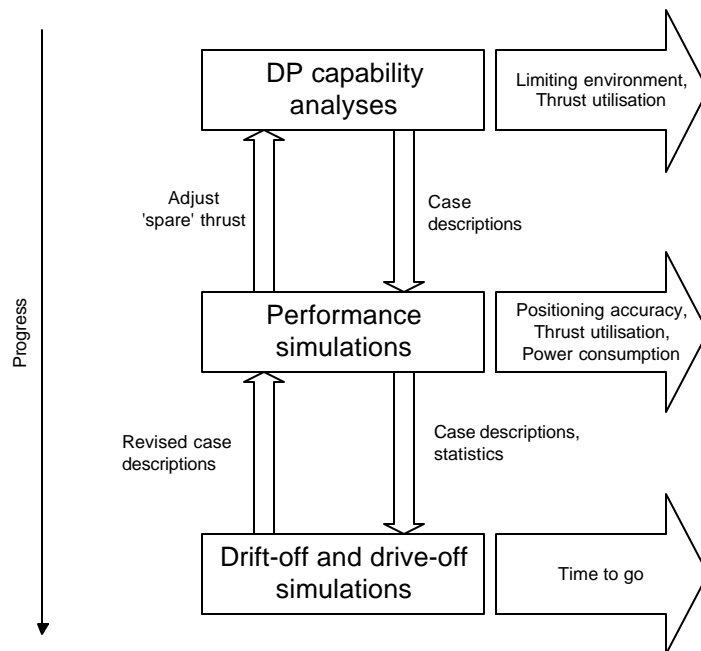 DP capability
analyses
Limiting environment,
Thrust utilisation
Adjust
'spare' thrust
Case
descriptions
Progress
Performance
simulations
Positioning accuracy,
Thrust utilisation,
Power consumption
Revised case
descriptions
Case descriptions,
statistics
Drift-off and drive-off
simulations
Time to go